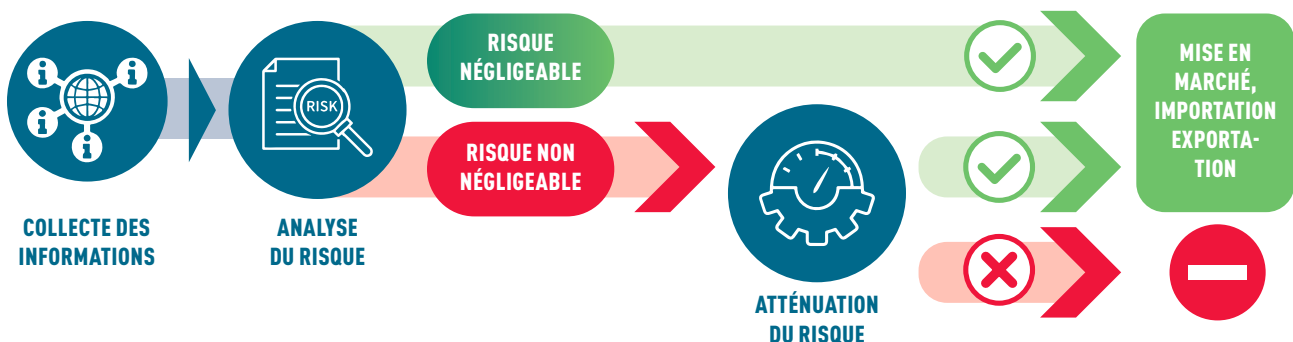 COLLECTE DES
INFORMATIONS
RISK
ANALYSE
DU RISQUE
RISQUE
NÉGLIGEABLE
RISQUE NON
NÉGLIGEABLE
ATTÉNUATION
DU RISQUE
MISE EN
MARCHÉ,
IMPORTATION
EXPORTA-
TION